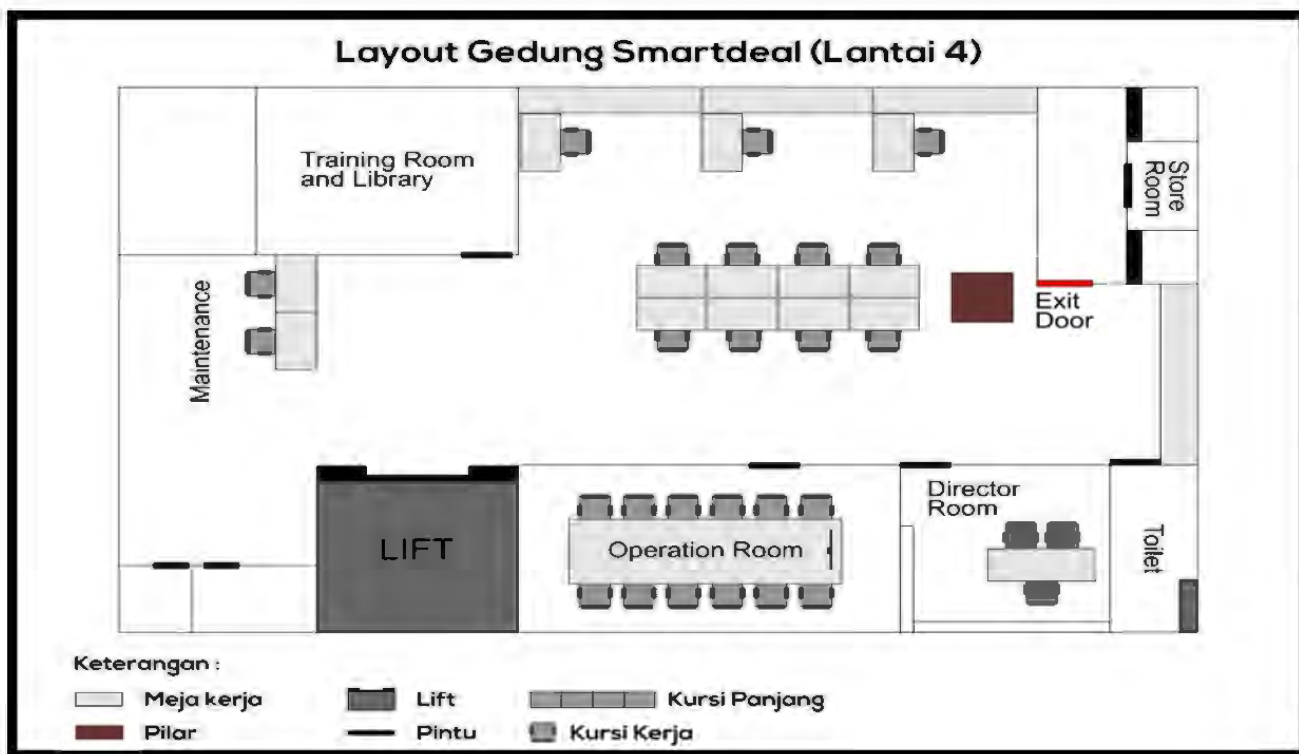 Layout Gedung Smartdeal (Lantai 4)
Training Room
and Library
Store
Room
Exit
Door
Maintenance
LIFT
Operation Room
Director
Room
Toilet
Keterangan :
Meja kerja
Lift
Kursi Panjang
Pilar
Pintu
Kursi Kerja